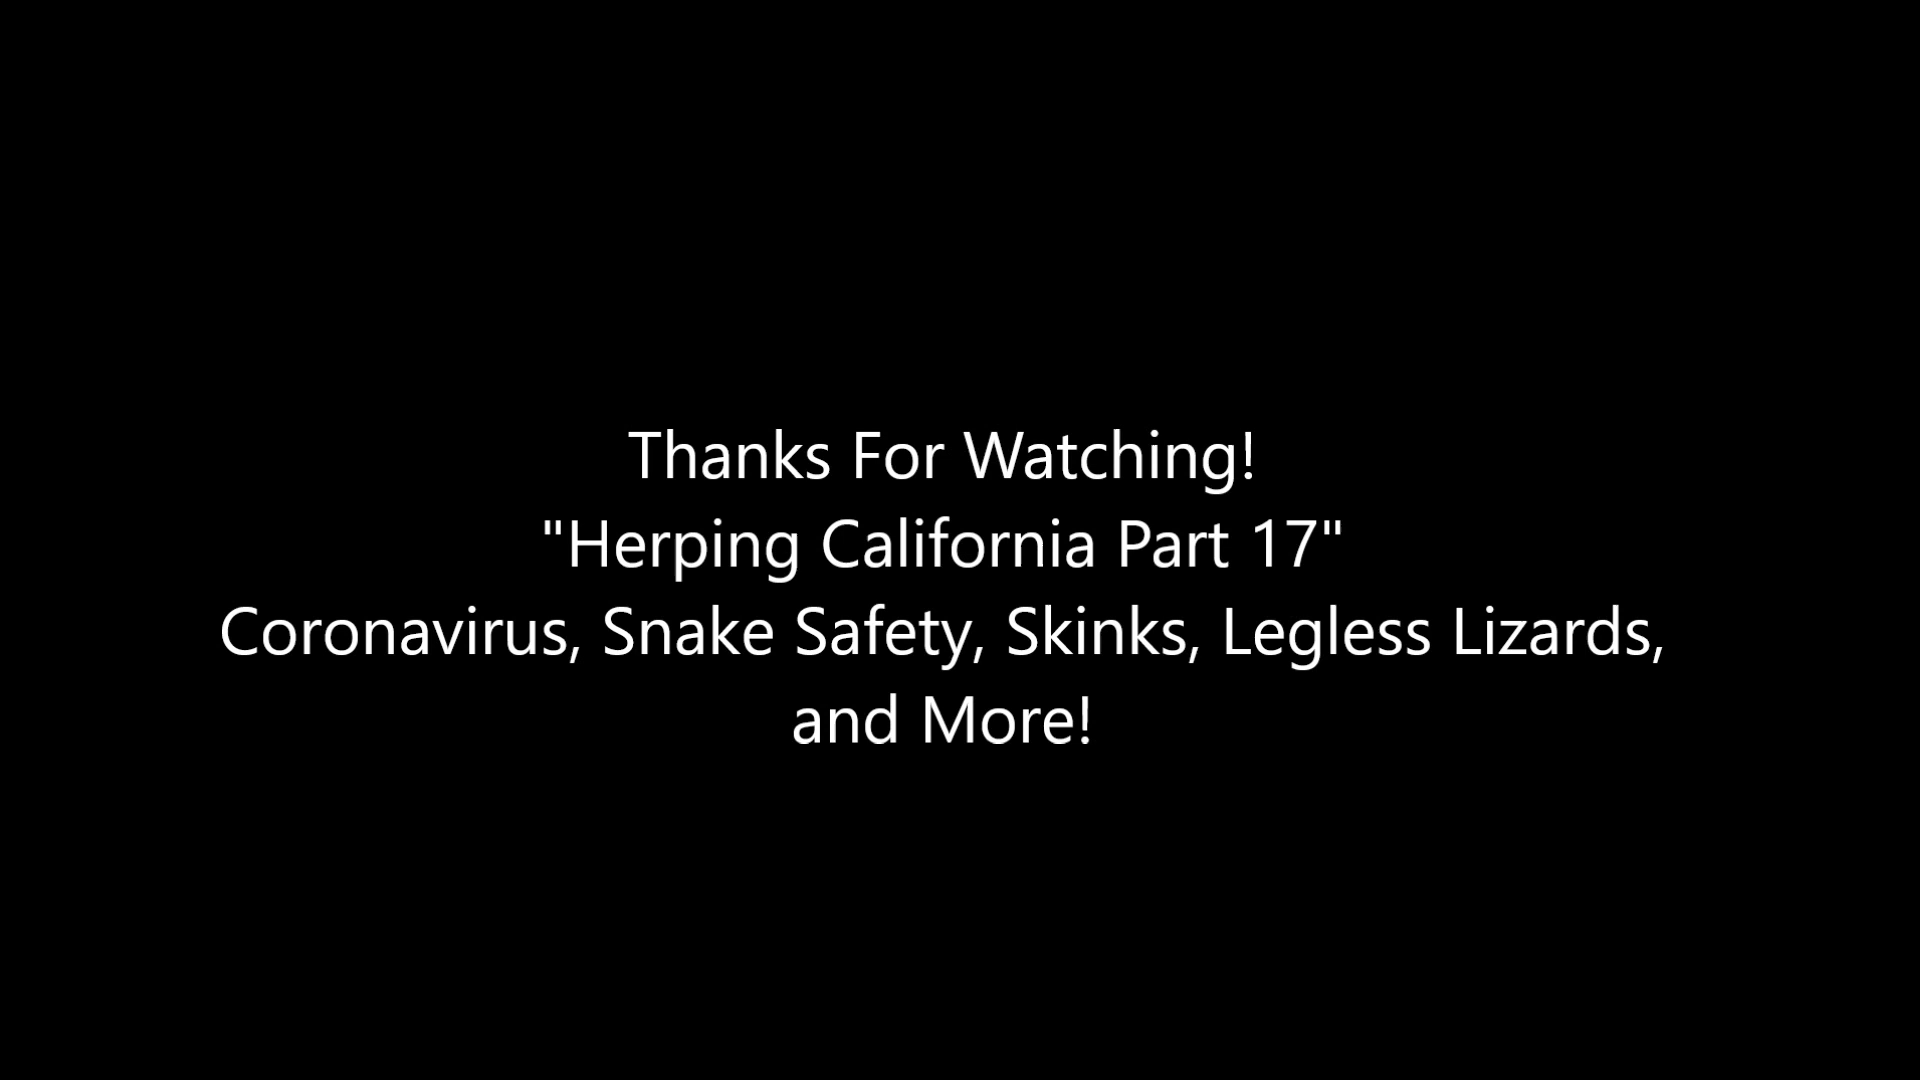 Thanks For Watching!
"Herping California Part 17"
Coronavirus, Snake Safety, Skinks, Legless Lizards,
and More!